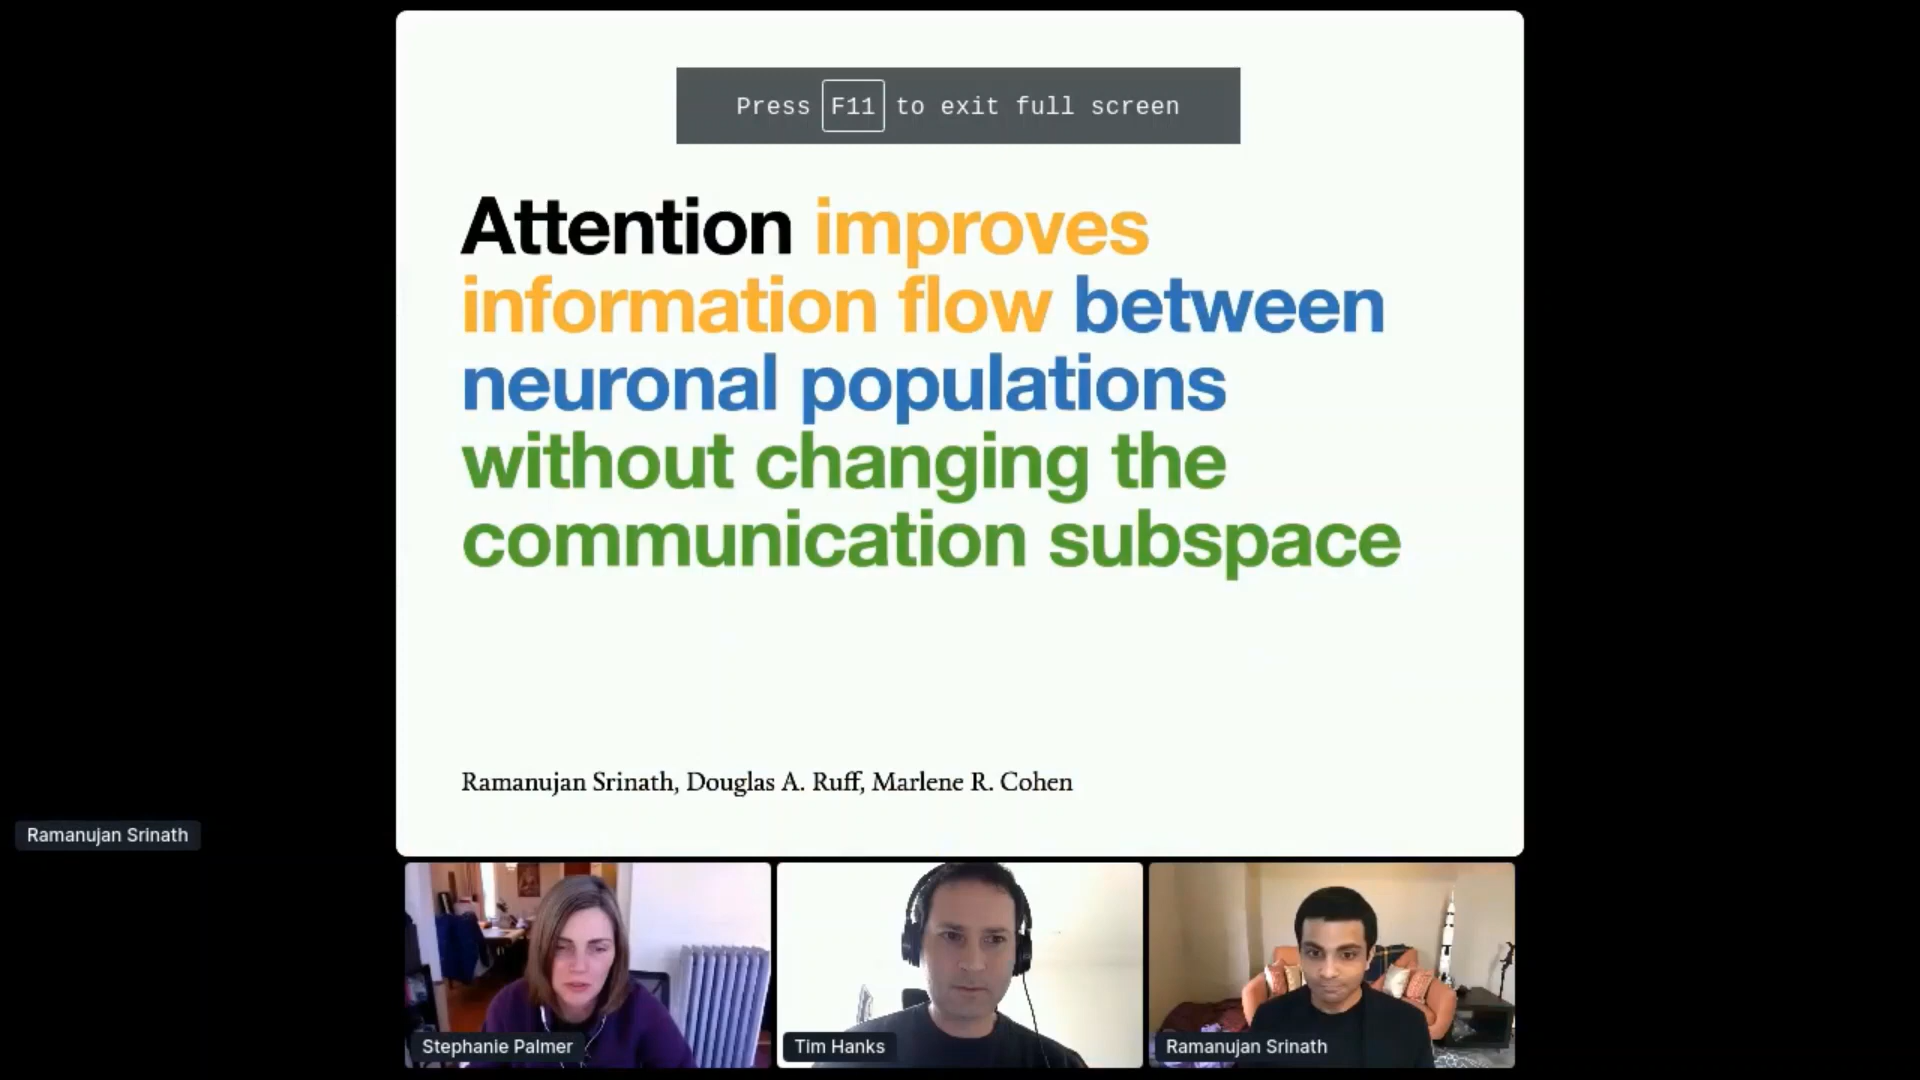 Press F11 to exit full screen
Attention improves
information flow between
neuronal populations
without changing the
communication subspace
Ramanujan Srinath, Douglas A. Ruff, Marlene R. Cohen
Ramanujan Srinath
Stephanie Palmer
Tim Hanks
Ramanujan Srinath